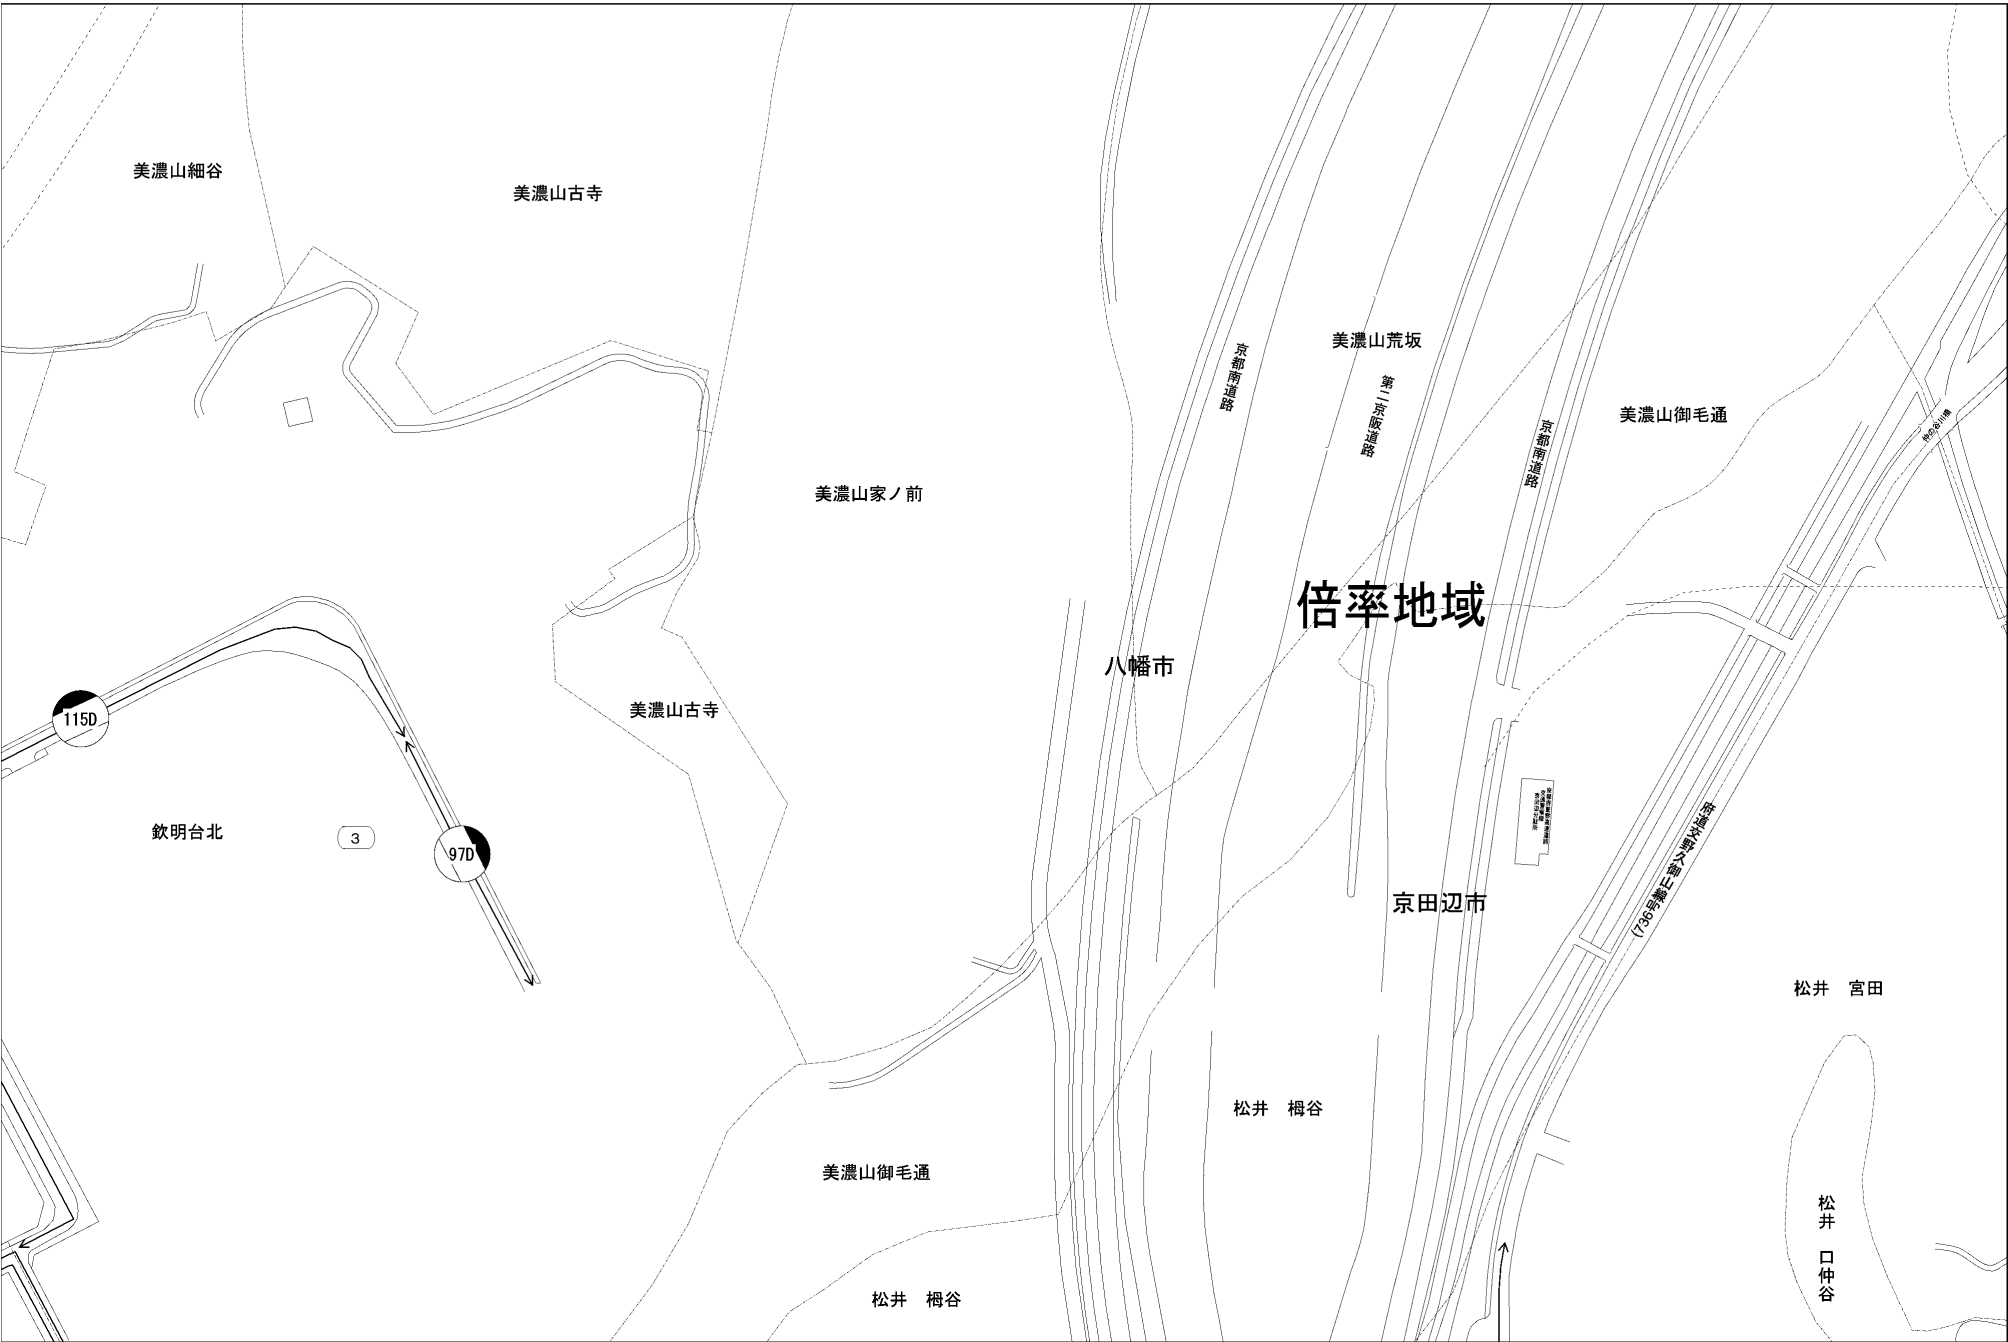 美濃山細谷
美濃山古寺
美濃山荒坂
京都南道路
第二京阪道路
美濃山御毛通
京都南道路
美濃山家ノ前
倍率地域
八幡市
美濃山古寺
115D
欽明台北
3
97D
府道交野久御山線
(736号)
京田辺市
松井 宮田
松井 栂谷
美濃山御毛通
松井 口仲谷
松井 栂谷